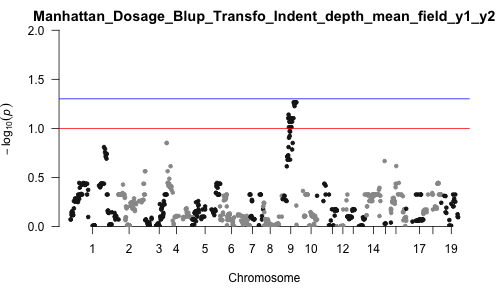 Manhattan_Dosage_Blup_Transfo_Indent_depth_mean_field_y1_y2
2.0
1.5
1.0
0.5
0.0
− log10(p)
1 2 3 4 5 6 7 8 9 10 12 14 17 19
Chromosome